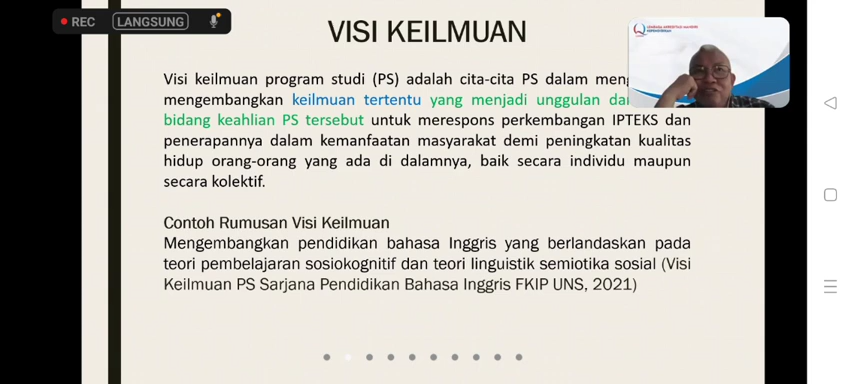 REC LANGSUNG
VISI KEILMUAN
LEMBAGA AKREDITASI MANDIRI
KEPENDIDIKAN
Visi keilmuan program studi (PS) adalah cita-cita PS dalam
mengembangkan keilmuan tertentu yang menjadi unggulan
bidang keahlian PS tersebut untuk merespons perkembangan IPTEKS dan
penerapannya dalam kemanfaatan masyarakat demi peningkatan kualitas
hidup orang-orang yang ada di dalamnya, baik secara individu maupun
secara kolektif.
Contoh Rumusan Visi Keilmuan
Mengembangkan pendidikan bahasa Inggris yang berlandaskan pada
teori pembelajaran sosiokognitif dan teori linguistik semiotika sosial (Visi
Keilmuan PS Sarjana Pendidikan Bahasa Inggris FKIP UNS, 2021)